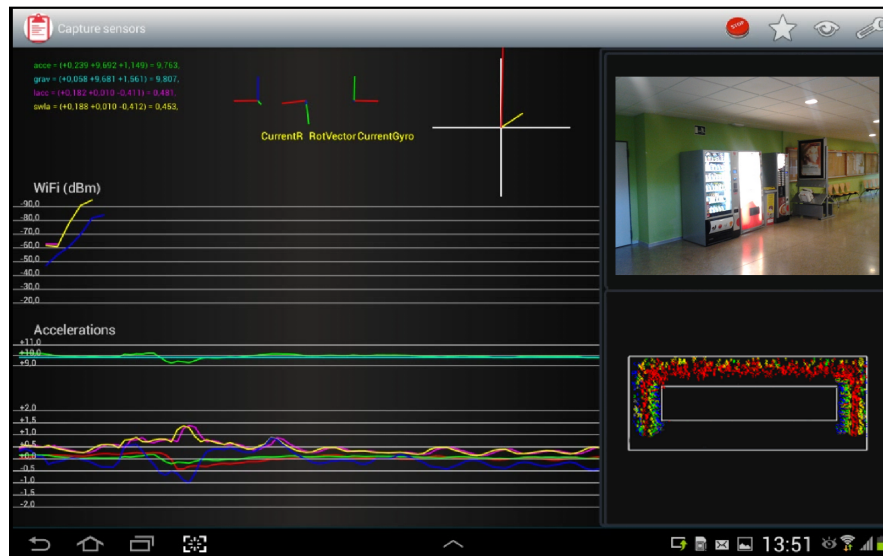 Capture sensors
STOP
acce = (+0,239 +9,692 +1,149) = 9,763,
grav = (+0,058 +9,681 +1,561) = 9,807,
lacc = (+0,182 +0,010 -0,411) = 0,481,
swla = (+0,188 +0,010 -0,412) = 0,453,
CurrentR RotVector CurrentGyro
WiFi (dBm)
-90,0
-80,0
-70,0
-60,0
-50,0
-40,0
-30,0
-20,0
Accelerations
+11,0
+10,0
+9,0
+2,0
+1,5
+1,0
+0,5
+0,0
-0,5
-1,0
-1,5
-2,0
13:51